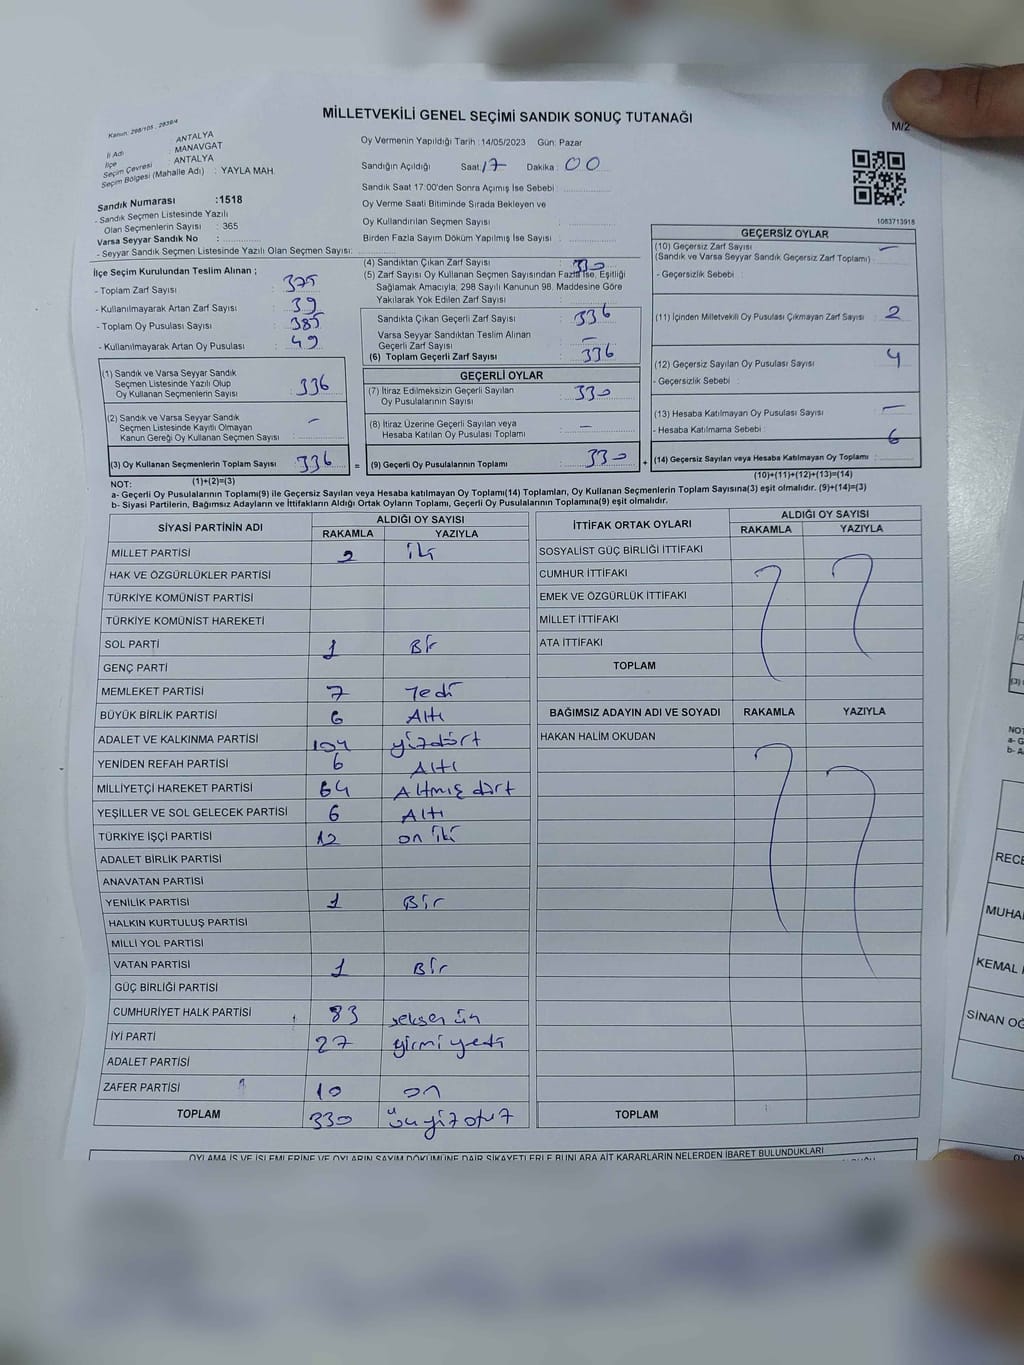 MİLLETVEKİLİ GENEL SEÇİMİ SANDIK SONUÇ TUTANAĞI
M/2
Kanun: 298/105 - 2839/4
İl Adı : ANTALYA
İlçe : MANAVGAT
Seçim Çevresi : ANTALYA
Seçim Bölgesi (Mahalle Adı) : YAYLA MAH.
Sandık Numarası :1518
- Sandık Seçmen Listesinde Yazılı
Olan Seçmenlerin Sayısı : 365
Varsa Seyyar Sandık No :
- Seyyar Sandık Seçmen Listesinde Yazılı Olan Seçmen Sayısı:
Oy Vermenin Yapıldığı Tarih : 14/05/2023 Gün: Pazar
Sandığın Açıldığı Saat: 17 Dakika : 00
Sandık Saat 17:00'den Sonra Açımış İse Sebebi :
Oy Verme Saati Bitiminde Sırada Bekleyen ve
Oy Kullandırılan Seçmen Sayısı :
Birden Fazla Sayım Döküm Yapılmış İse Sayısı :
1083713918
İlçe Seçim Kurulundan Teslim Alınan ;
- Toplam Zarf Sayısı : 375
- Kullanılmayarak Artan Zarf Sayısı : 39
- Toplam Oy Pusulası Sayısı : 385
- Kullanılmayarak Artan Oy Pusulası : 49
(1) Sandık ve Varsa Seyyar Sandık
Seçmen Listesinde Yazılı Olup
Oy Kullanan Seçmenlerin Sayısı : 336
(2) Sandık ve Varsa Seyyar Sandık
Seçmen Listesinde Kayıtlı Olmayan
Kanun Gereği Oy Kullanan Seçmen Sayısı : -
(3) Oy Kullanan Seçmenlerin Toplam Sayısı : 336
(1)+(2)=(3)
(4) Sandıktan Çıkan Zarf Sayısı : 330
(5) Zarf Sayısı Oy Kullanan Seçmen Sayısından Fazla İse, Eşitliği
Sağlamak Amacıyla; 298 Sayılı Kanunun 98. Maddesine Göre
Yakılarak Yok Edilen Zarf Sayısı :
Sandıkta Çıkan Geçerli Zarf Sayısı : 336
Varsa Seyyar Sandıktan Teslim Alınan
Geçerli Zarf Sayısı : -
(6) Toplam Geçerli Zarf Sayısı : 336
GEÇERLİ OYLAR
(7) İtiraz Edilmeksizin Geçerli Sayılan
Oy Pusulalarının Sayısı : 330
(8) İtiraz Üzerine Geçerli Sayılan veya
Hesaba Katılan Oy Pusulası Toplamı : -
= (9) Geçerli Oy Pusulalarının Toplamı : 330 +
GEÇERSİZ OYLAR
(10) Geçersiz Zarf Sayısı
(Sandık ve Varsa Seyyar Sandık Geçersiz Zarf Toplamı) : -
- Geçersizlik Sebebi :
(11) İçinden Milletvekili Oy Pusulası Çıkmayan Zarf Sayısı : 2
(12) Geçersiz Sayılan Oy Pusulası Sayısı : 4
- Geçersizlik Sebebi :
(13) Hesaba Katılmayan Oy Pusulası Sayısı : -
- Hesaba Katılmama Sebebi :
(14) Geçersiz Sayılan veya Hesaba Katılmayan Oy Toplamı : 6
(10)+(11)+(12)+(13)=(14)
NOT:
a- Geçerli Oy Pusulalarının Toplamı(9) ile Geçersiz Sayılan veya Hesaba katılmayan Oy Toplamı(14) Toplamları, Oy Kullanan Seçmenlerin Toplam Sayısına(3) eşit olmalıdır. (9)+(14)=(3)
b- Siyasi Partilerin, Bağımsız Adayların ve İttifakların Aldığı Ortak Oyların Toplamı, Geçerli Oy Pusulalarının Toplamına(9) eşit olmalıdır.
SİYASİ PARTİNİN ADI ALDIĞI OY SAYISI
RAKAMLA YAZIYLA
MİLLET PARTİSİ 2 iki
HAK VE ÖZGÜRLÜKLER PARTİSİ
TÜRKİYE KOMÜNİST PARTİSİ
TÜRKİYE KOMÜNİST HAREKETİ
SOL PARTİ 1 Bir
GENÇ PARTİ
MEMLEKET PARTİSİ 7 Yedi
BÜYÜK BİRLİK PARTİSİ 6 Altı
ADALET VE KALKINMA PARTİSİ 104 yüzdört
YENİDEN REFAH PARTİSİ 6 Altı
MİLLİYETÇİ HAREKET PARTİSİ 64 Altmış dört
YEŞİLLER VE SOL GELECEK PARTİSİ 6 Altı
TÜRKİYE İŞÇİ PARTİSİ 12 on iki
ADALET BİRLİK PARTİSİ
ANAVATAN PARTİSİ
YENİLİK PARTİSİ 1 Bir
HALKIN KURTULUŞ PARTİSİ
MİLLİ YOL PARTİSİ
VATAN PARTİSİ 1 Bir
GÜÇ BİRLİĞİ PARTİSİ
CUMHURİYET HALK PARTİSİ 83 seksen üç
İYİ PARTİ 27 yirmi yedi
ADALET PARTİSİ
ZAFER PARTİSİ 10 on
TOPLAM 330 üç yüz otuz
İTTİFAK ORTAK OYLARI ALDIĞI OY SAYISI
RAKAMLA YAZIYLA
SOSYALİST GÜÇ BİRLİĞİ İTTİFAKI
CUMHUR İTTİFAKI
EMEK VE ÖZGÜRLÜK İTTİFAKI
MİLLET İTTİFAKI
ATA İTTİFAKI
TOPLAM
BAĞIMSIZ ADAYIN ADI VE SOYADI RAKAMLA YAZIYLA
HAKAN HALİM OKUDAN
TOPLAM
OYLAMA İŞ VE İŞLEMLERİNE VE OYLARIN SAYIM DÖKÜMÜNE DAİR ŞİKAYETLERLE BUNLARA AİT KARARLARIN NELERDEN İBARET BULUNDUKLARI
NOT
a- G
b- A
RECE
MUHA
KEMAL
SİNAN OĞ